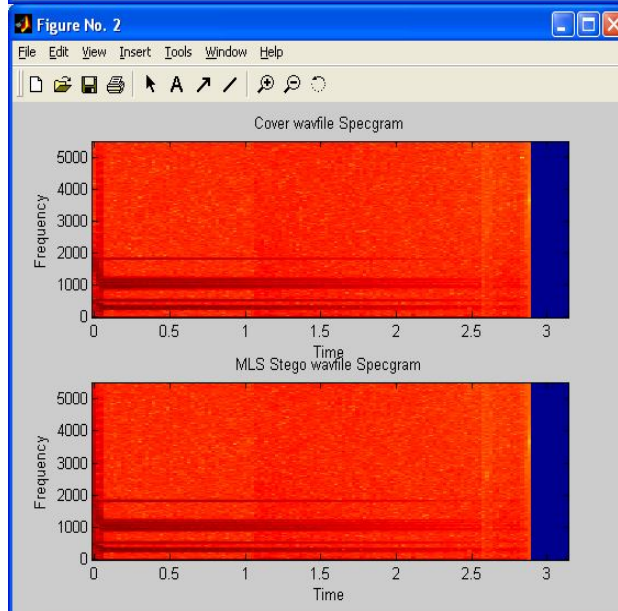 Figure No. 2
File Edit View Insert Tools Window Help
A
Cover wavfile Specgram
5000
4000
3000
2000
1000
0
Frequency
0 0.5 1 1.5 2 2.5 3
Time
MLS Stego wavfile Specgram
5000
4000
3000
2000
1000
0
Frequency
0 0.5 1 1.5 2 2.5 3
Time